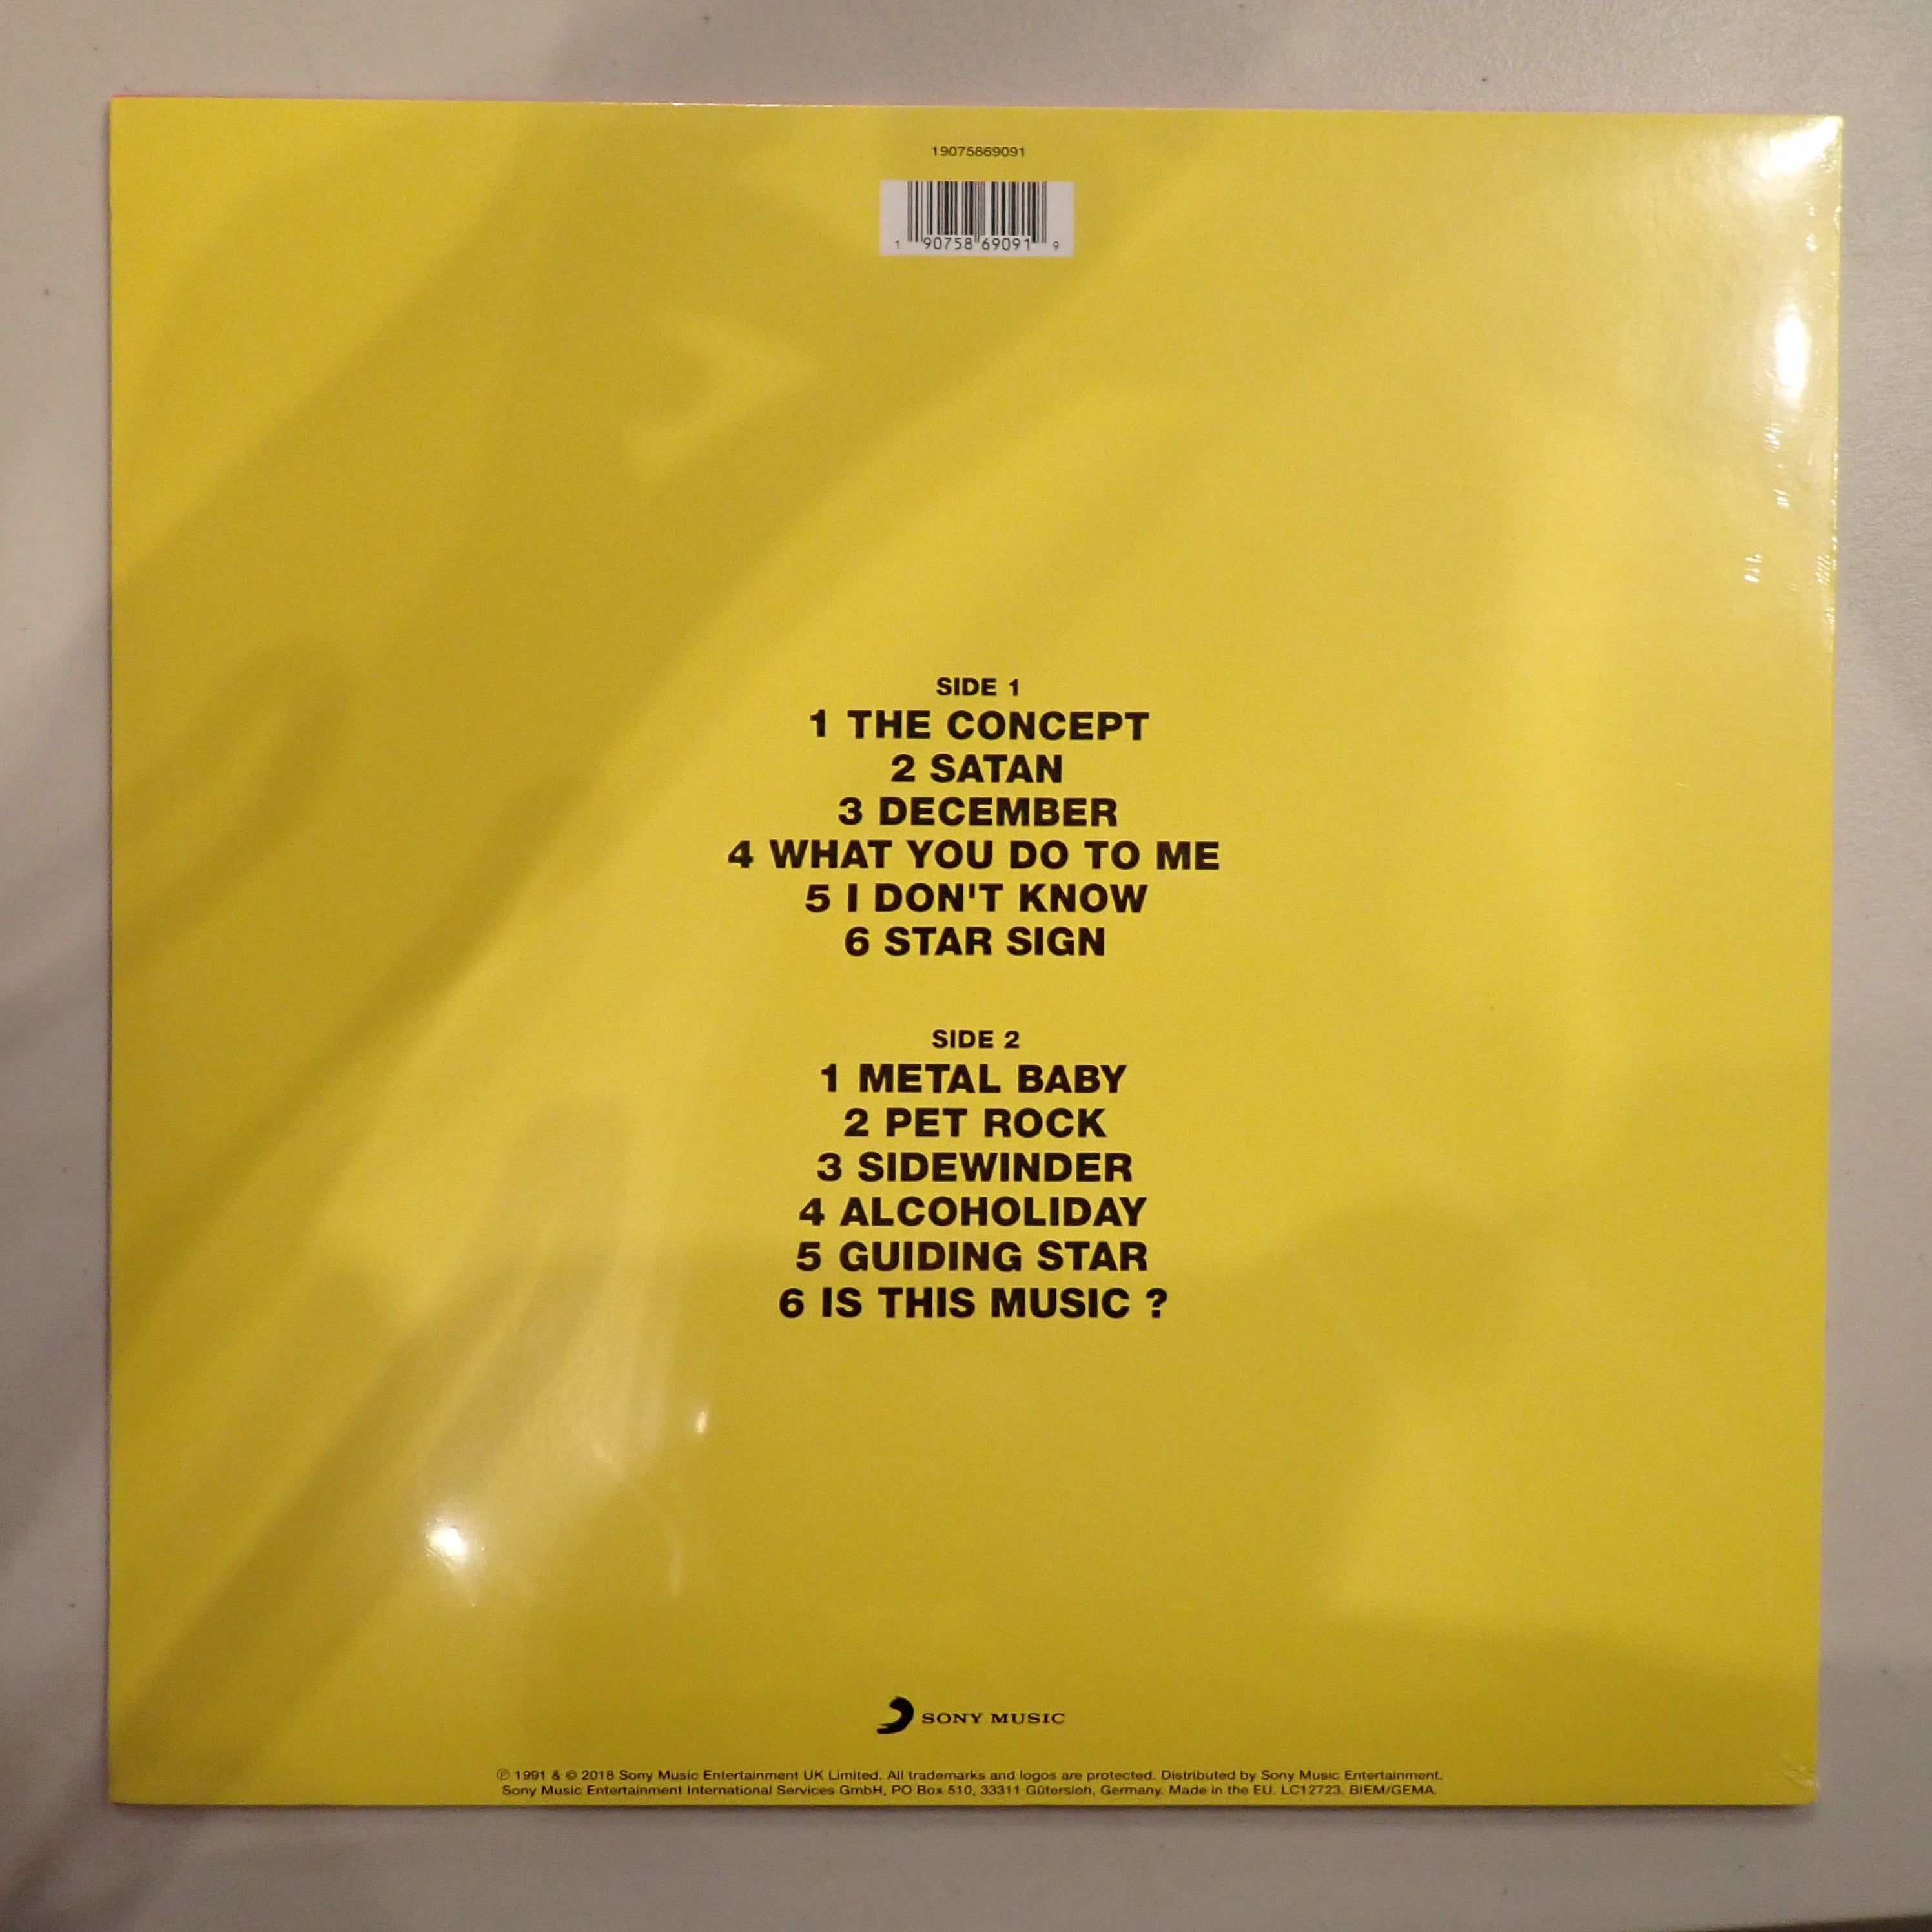 19075869091
1 90758 69091 9
SIDE 1
1 THE CONCEPT
2 SATAN
3 DECEMBER
4 WHAT YOU DO TO ME
5 I DON'T KNOW
6 STAR SIGN
SIDE 2
1 METAL BABY
2 PET ROCK
3 SIDEWINDER
4 ALCOHOLIDAY
5 GUIDING STAR
6 IS THIS MUSIC ?
SONY MUSIC
℗ 1991 & © 2018 Sony Music Entertainment UK Limited. All trademarks and logos are protected. Distributed by Sony Music Entertainment.
Sony Music Entertainment International Services GmbH, PO Box 510, 33311 Gütersloh, Germany. Made in the EU. LC12723. BIEM/GEMA.